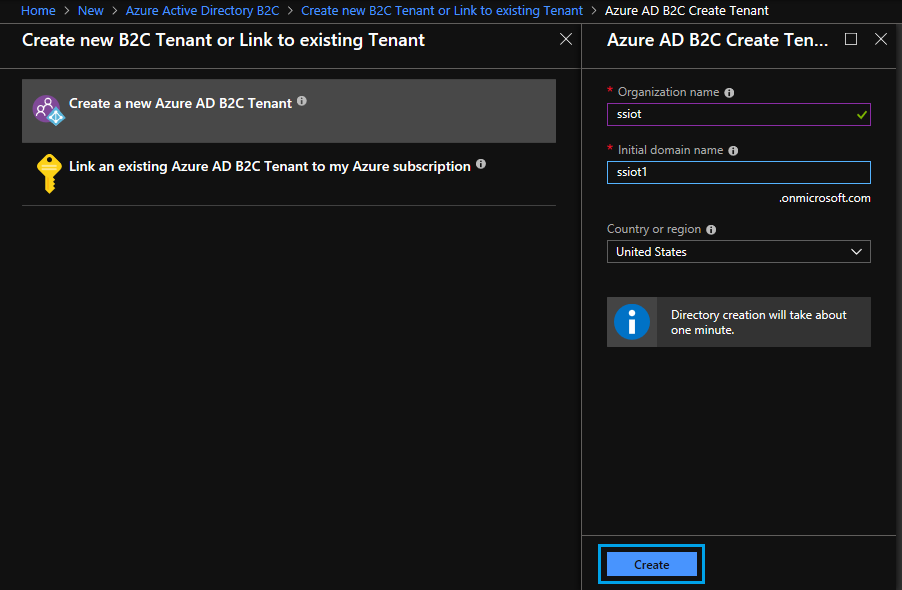 Home > New > Azure Active Directory B2C > Create new B2C Tenant or Link to existing Tenant > Azure AD B2C Create Tenant
Create new B2C Tenant or Link to existing Tenant
Create a new Azure AD B2C Tenant
Link an existing Azure AD B2C Tenant to my Azure subscription
Azure AD B2C Create Ten...
* Organization name
ssiot
* Initial domain name
ssiot1
.onmicrosoft.com
Country or region
United States
Directory creation will take about
one minute.
Create